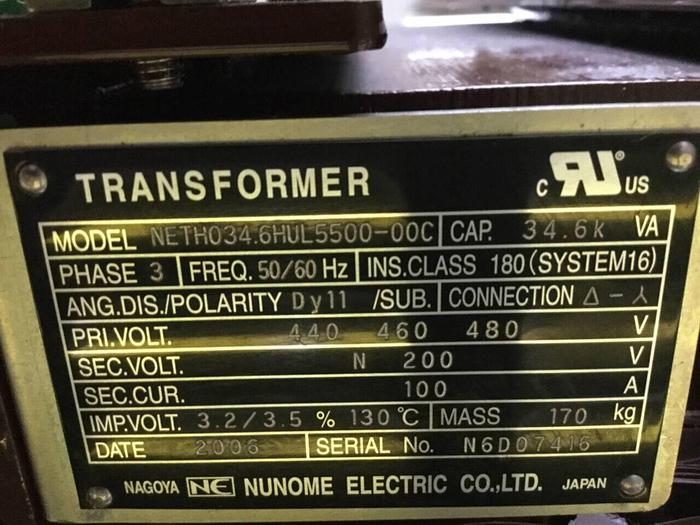 TRANSFORMER
C RU® US
MODEL NETH034.6HUL5500-00C CAP. 34.6k VA
PHASE 3 FREQ. 50/60 Hz INS.CLASS 180(SYSTEM16)
ANG.DIS./POLARITY Dy11 /SUB. CONNECTION △-⅄
PRI.VOLT. 440 460 480 V
SEC.VOLT. N 200 V
SEC.CUR. 100 A
IMP.VOLT. 3.2/3.5 % 130℃ MASS 170 kg
DATE 2006 SERIAL No. N6D07416
NAGOYA NE NUNOME ELECTRIC CO.,LTD. JAPAN